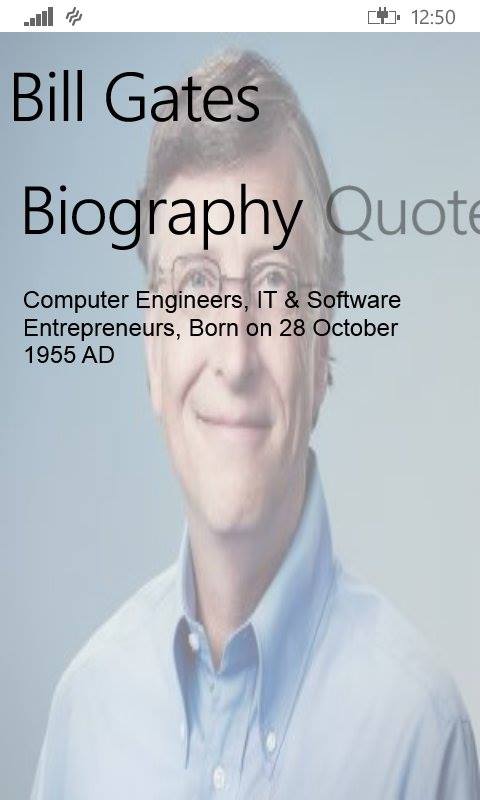 12:50
Bill Gates
Biography Quote
Computer Engineers, IT & Software
Entrepreneurs, Born on 28 October
1955 AD